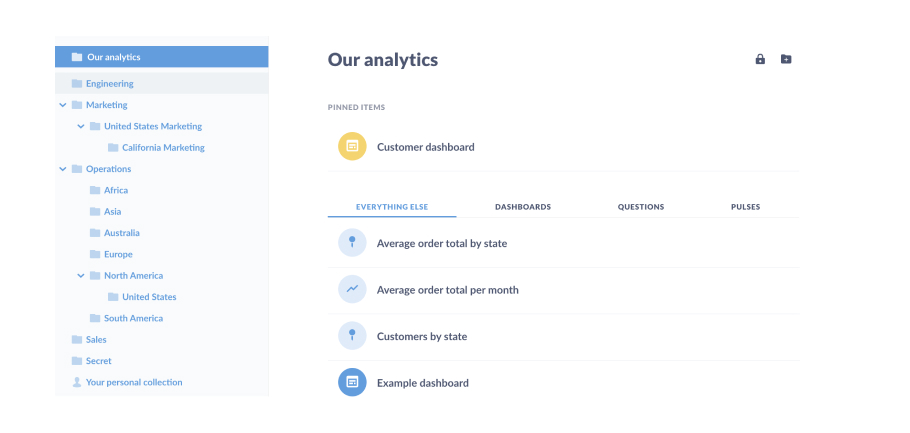 Our analytics
Engineering
Marketing
United States Marketing
California Marketing
Operations
Africa
Asia
Australia
Europe
North America
United States
South America
Sales
Secret
Your personal collection
Our analytics
PINNED ITEMS
Customer dashboard
EVERYTHING ELSE DASHBOARDS QUESTIONS PULSES
Average order total by state
Average order total per month
Customers by state
Example dashboard